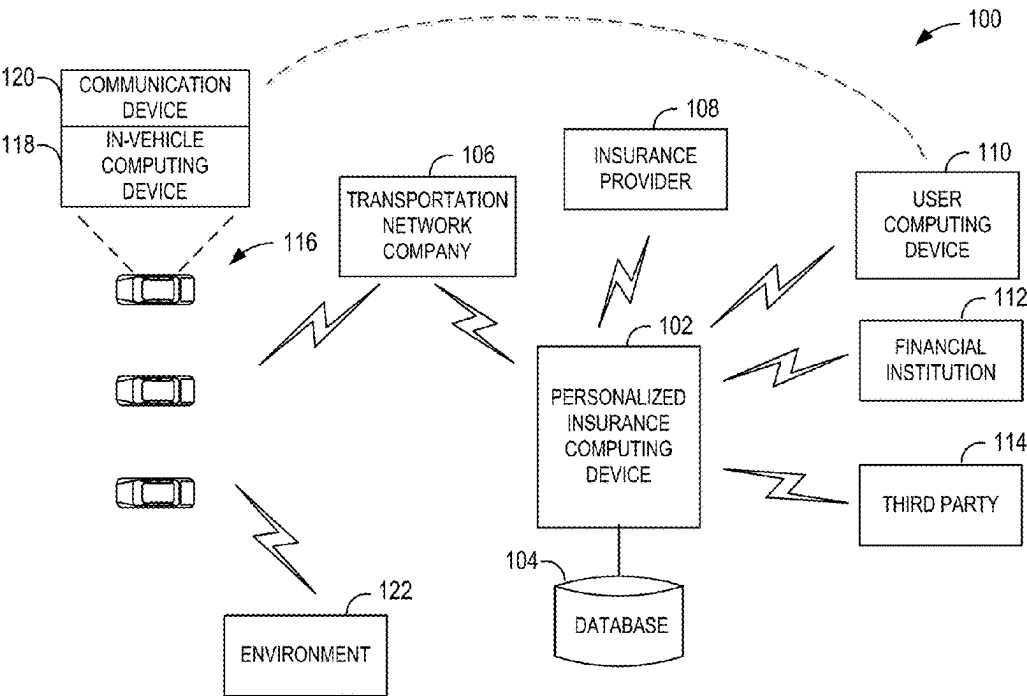 100
120
COMMUNICATION
DEVICE
118
IN-VEHICLE
COMPUTING
DEVICE
116
106
TRANSPORTATION
NETWORK
COMPANY
108
INSURANCE
PROVIDER
110
USER
COMPUTING
DEVICE
112
FINANCIAL
INSTITUTION
102
PERSONALIZED
INSURANCE
COMPUTING
DEVICE
114
THIRD PARTY
104
DATABASE
122
ENVIRONMENT